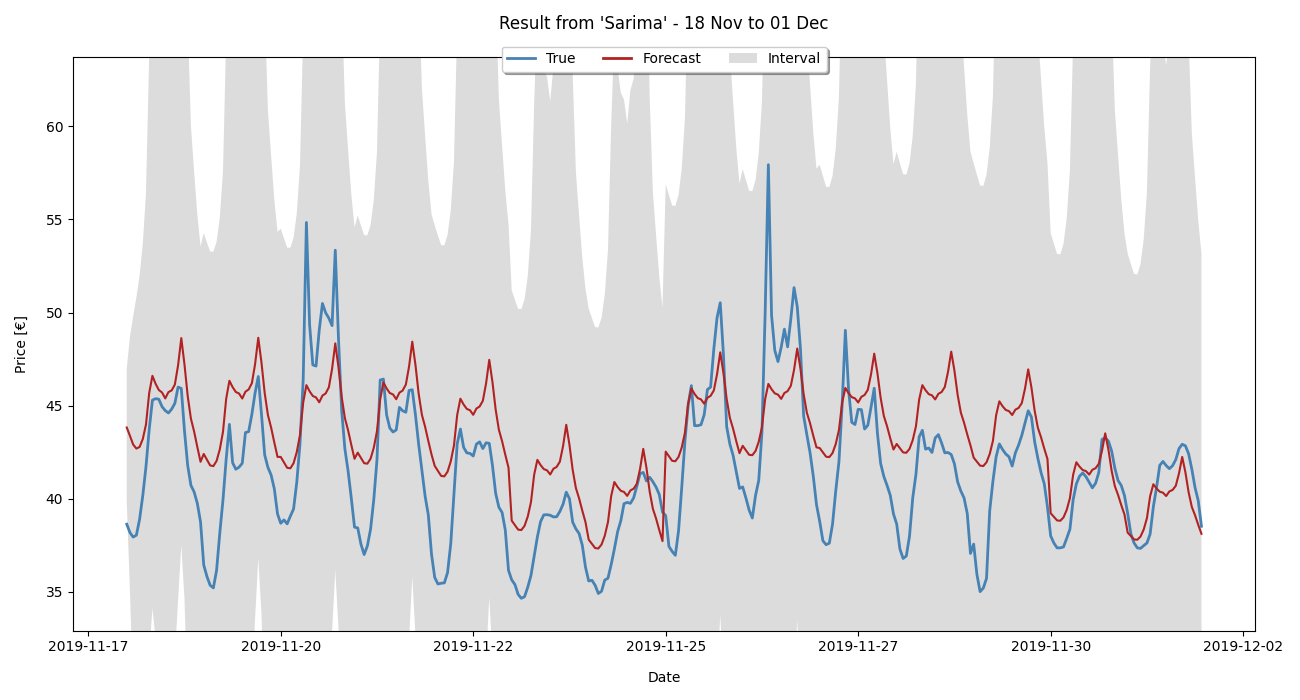 Result from 'Sarima' - 18 Nov to 01 Dec
True Forecast Interval
60
55
50
45
40
35
Price [€]
2019-11-17 2019-11-20 2019-11-22 2019-11-25 2019-11-27 2019-11-30 2019-12-02
Date